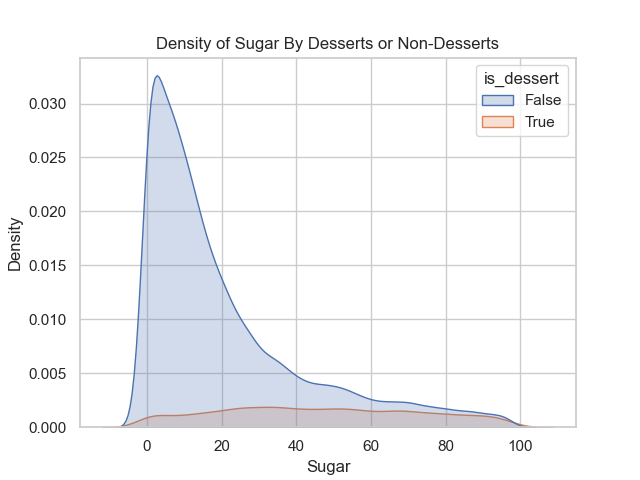 Density of Sugar By Desserts or Non-Desserts
is_dessert
False
True
Density
0.030
0.025
0.020
0.015
0.010
0.005
0.000
0 20 40 60 80 100
Sugar